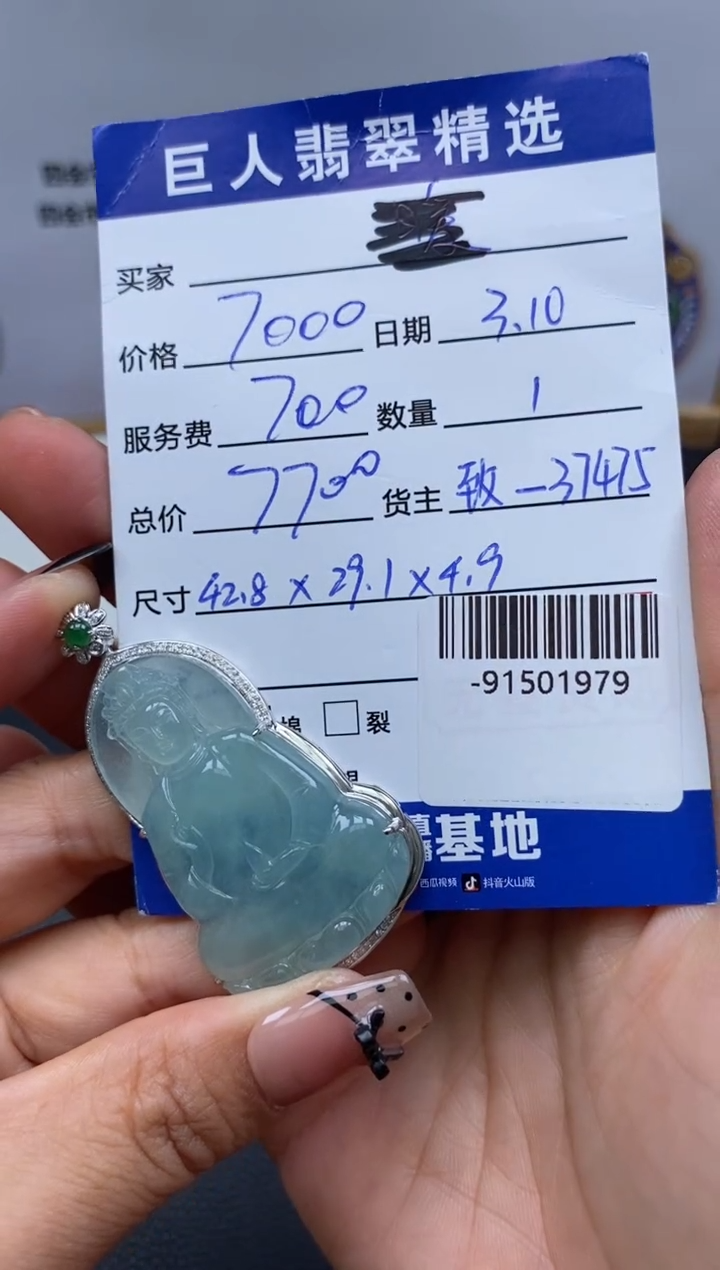 巨人翡翠精选
买家
价格 7000 日期 3.10
服务费 700 数量 1
总价 7700 货主 致-37475
尺寸 42.8 x 29.1 x 4.9
-91501979
裂
直播基地
西瓜视频 抖音火山版